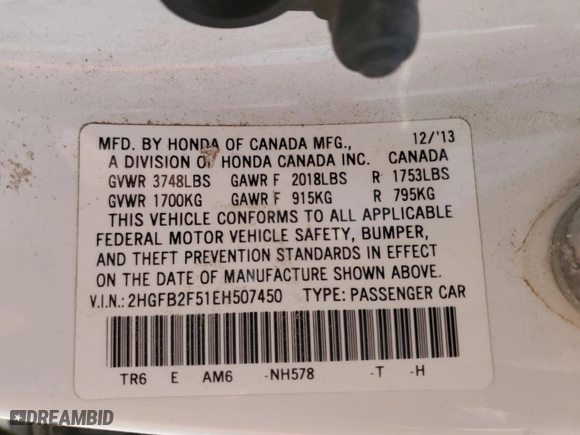 MFD. BY HONDA OF CANADA MFG., 12/'13
A DIVISION OF HONDA CANADA INC. CANADA
GVWR 3748LBS GAWR F 2018LBS R 1753LBS
GVWR 1700KG GAWR F 915KG R 795KG
THIS VEHICLE CONFORMS TO ALL APPLICABLE
FEDERAL MOTOR VEHICLE SAFETY, BUMPER,
AND THEFT PREVENTION STANDARDS IN EFFECT
ON THE DATE OF MANUFACTURE SHOWN ABOVE.
V.I.N.: 2HGFB2F51EH507450 TYPE: PASSENGER CAR
TR6 E AM6 -NH578 -T -H
DREAMBID